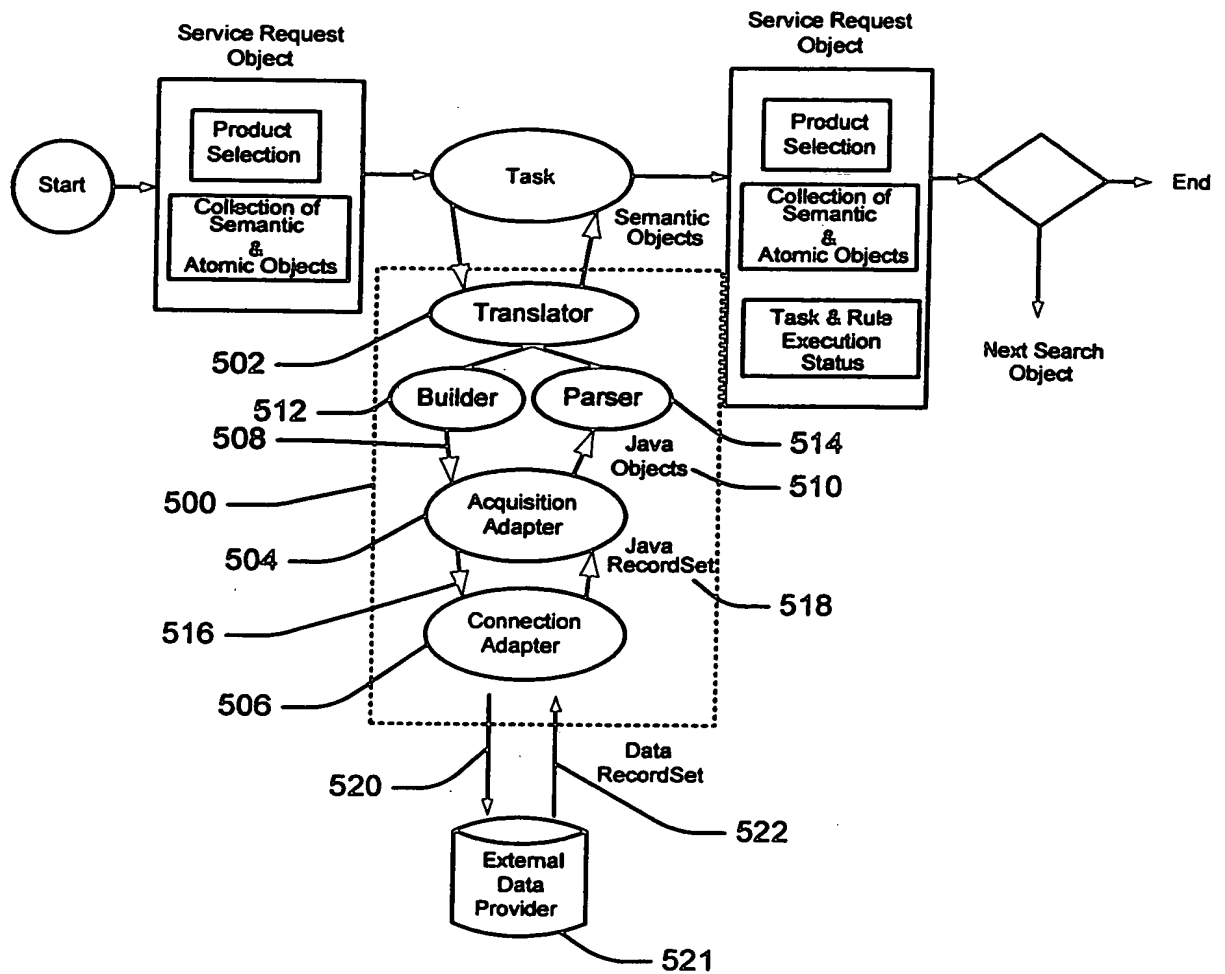 Service Request
Object
Product
Selection
Collection of
Semantic
&
Atomic Objects
Start
Task
Semantic
Objects
Service Request
Object
Product
Selection
Collection of
Semantic
&
Atomic Objects
Task & Rule
Execution
Status
End
Next Search
Object
Translator
502
Builder
Parser
512
508
514
Java
Objects
510
500
Acquisition
Adapter
504
Java
RecordSet
518
516
Connection
Adapter
506
520
Data
RecordSet
522
External
Data
Provider
521